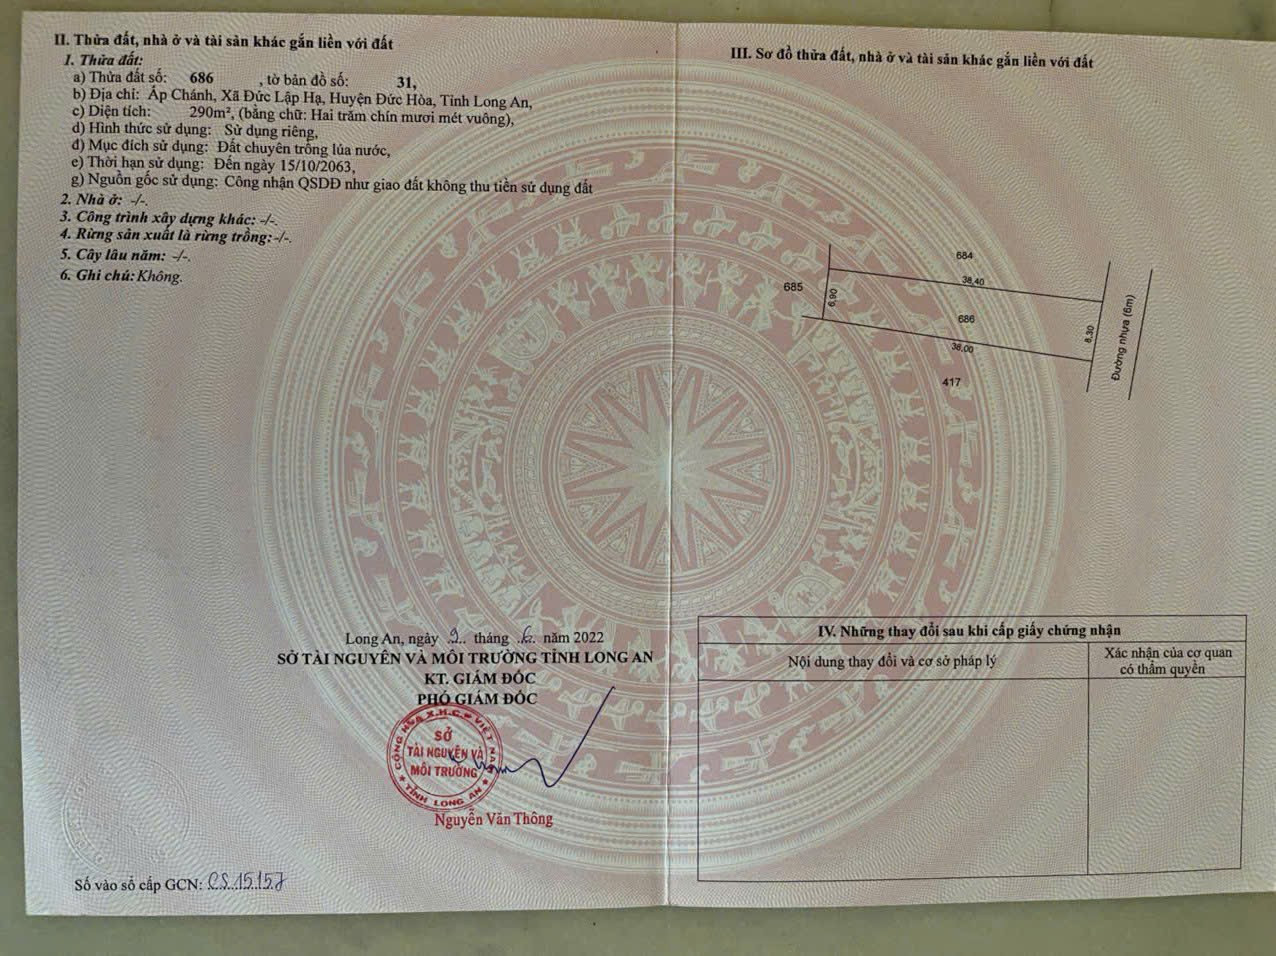 II. Thửa đất, nhà ở và tài sản khác gắn liền với đất
1. Thửa đất:
a) Thửa đất số: 686 , tờ bản đồ số: 31,
b) Địa chỉ: Ấp Chánh, Xã Đức Lập Hạ, Huyện Đức Hòa, Tỉnh Long An,
c) Diện tích: 290m², (bằng chữ: Hai trăm chín mươi mét vuông),
d) Hình thức sử dụng: Sử dụng riêng,
đ) Mục đích sử dụng: Đất chuyên trồng lúa nước,
e) Thời hạn sử dụng: Đến ngày 15/10/2063,
g) Nguồn gốc sử dụng: Công nhận QSDĐ như giao đất không thu tiền sử dụng đất
2. Nhà ở: -/-.
3. Công trình xây dựng khác: -/-.
4. Rừng sản xuất là rừng trồng: -/-.
5. Cây lâu năm: -/-.
6. Ghi chú: Không.
Long An, ngày 9 tháng 6 năm 2022
SỞ TÀI NGUYÊN VÀ MÔI TRƯỜNG TỈNH LONG AN
KT. GIÁM ĐỐC
PHÓ GIÁM ĐỐC
CỘNG HÒA X.H.C.N VIỆT NAM
SỞ
TÀI NGUYÊN VÀ
MÔI TRƯỜNG
TỈNH LONG AN
Nguyễn Văn Thông
Số vào sổ cấp GCN: CS.15157
III. Sơ đồ thửa đất, nhà ở và tài sản khác gắn liền với đất
684
38,40
685
6,90
686
8,30
Đường nhựa (6m)
38,00
417
IV. Những thay đổi sau khi cấp giấy chứng nhận
Nội dung thay đổi và cơ sở pháp lý
Xác nhận của cơ quan
có thẩm quyền